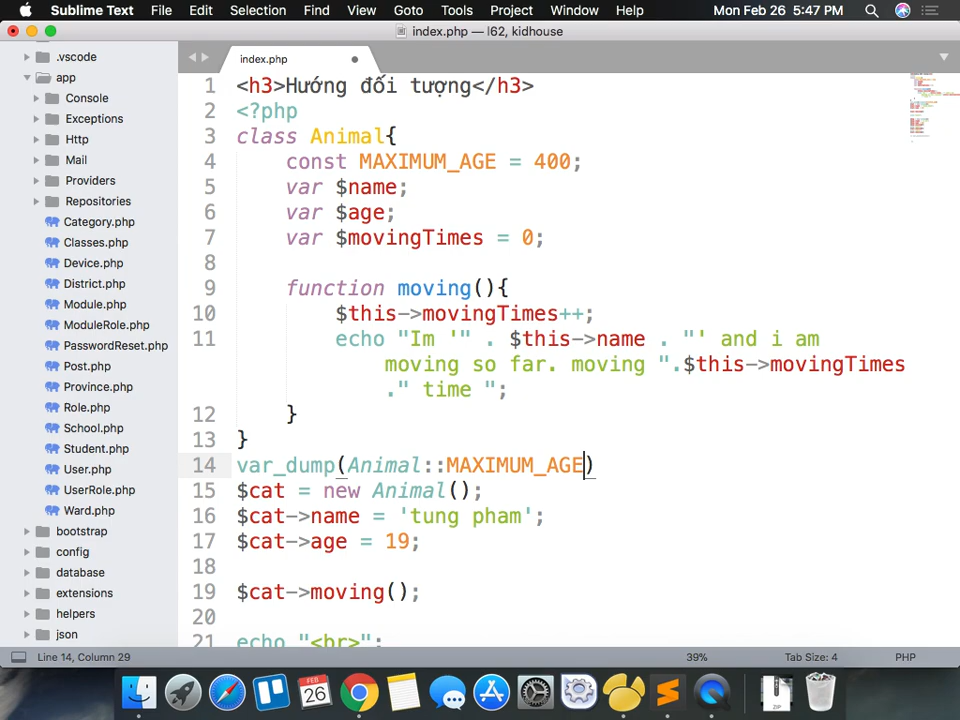 Sublime Text File Edit Selection Find View Goto Tools Project Window Help Mon Feb 26 5:47 PM
index.php — l62, kidhouse
.vscode
app
Console
Exceptions
Http
Mail
Providers
Repositories
Category.php
Classes.php
Device.php
District.php
Module.php
ModuleRole.php
PasswordReset.php
Post.php
Province.php
Role.php
School.php
Student.php
User.php
UserRole.php
Ward.php
bootstrap
config
database
extensions
helpers
json
index.php
1 <h3>Hướng đối tượng</h3>
2 <?php
3 class Animal{
4 const MAXIMUM_AGE = 400;
5 var $name;
6 var $age;
7 var $movingTimes = 0;
8
9 function moving(){
10 $this->movingTimes++;
11 echo "Im '" . $this->name . "' and i am
moving so far. moving ".$this->movingTimes
." time ";
12 }
13 }
14 var_dump(Animal::MAXIMUM_AGE)
15 $cat = new Animal();
16 $cat->name = 'tung pham';
17 $cat->age = 19;
18
19 $cat->moving();
20
21 echo "<br>";
Line 14, Column 29 39% Tab Size: 4 PHP
FEB
26
ZIP